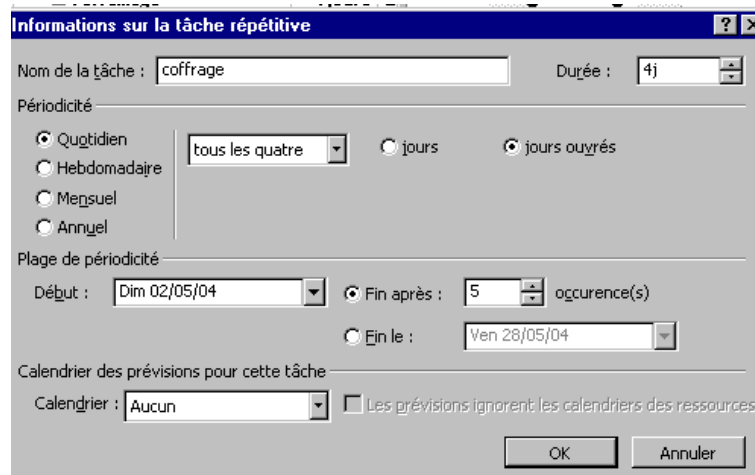 Informations sur la tâche répétitive
Nom de la tâche : coffrage Durée : 4j
Périodicité
Quotidien tous les quatre jours jours ouvrés
Hebdomadaire
Mensuel
Annuel
Plage de périodicité
Début : Dim 02/05/04 Fin après : 5 occurence(s)
Fin le : Ven 28/05/04
Calendrier des prévisions pour cette tâche
Calendrier : Aucun Les prévisions ignorent les calendriers des ressources
OK Annuler